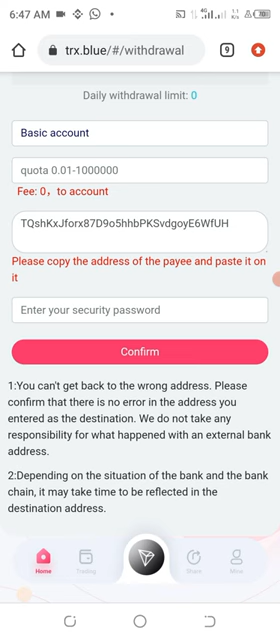 6:47 AM
4G
70
trx.blue/#/withdrawal
9
Daily withdrawal limit: 0
Basic account
quota 0.01-1000000
Fee: 0，to account
TQshKxJforx87D9o5hhbPKSvdgoyE6WfUH
Please copy the address of the payee and paste it on
it
Enter your security password
Confirm
1:You can't get back to the wrong address. Please
confirm that there is no error in the address you
entered as the destination. We do not take any
responsibility for what happened with an external bank
address.
2:Depending on the situation of the bank and the bank
chain, it may take time to be reflected in the
destination address.
Home
Trading
Share
Mine